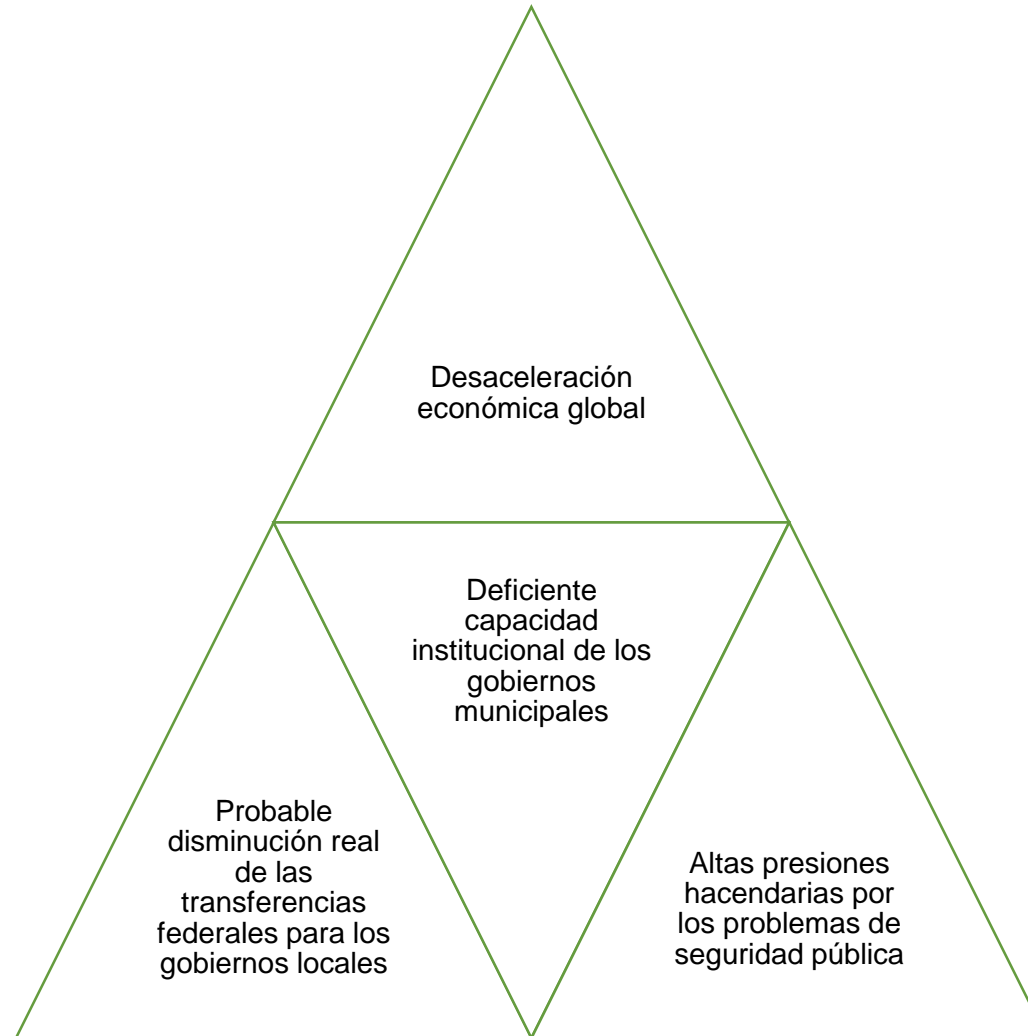 Desaceleración
económica global
Deficiente
capacidad
institucional de los
gobiernos
municipales
Probable
disminución real
de las
transferencias
federales para los
gobiernos locales
Altas presiones
hacendarias por
los problemas de
seguridad pública